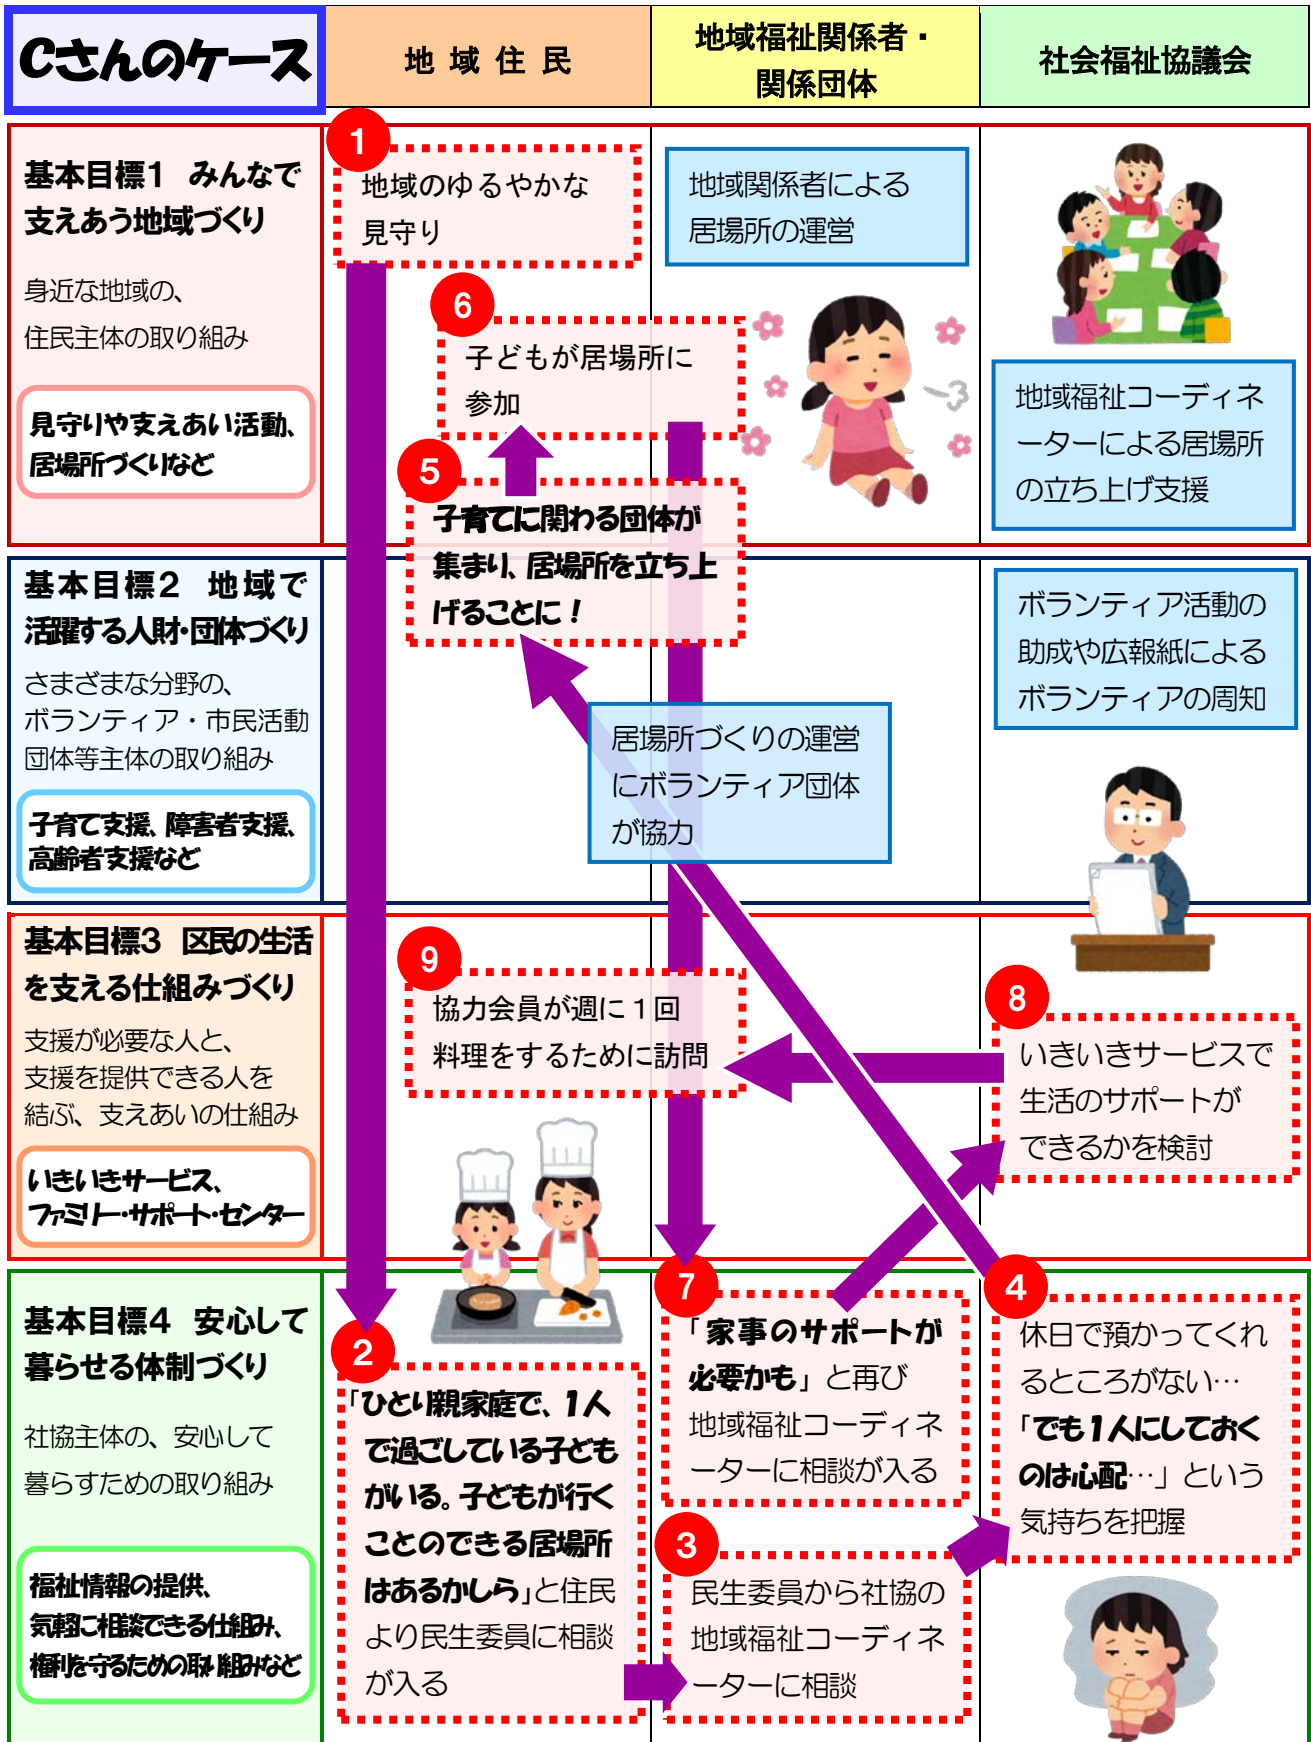 Cさんのケース
地域住民
地域福祉関係者・
関係団体
社会福祉協議会
基本目標1 みんなで
支えあう地域づくり
身近な地域の、
住民主体の取り組み
見守りや支えあい活動、
居場所づくりなど
1
地域のゆるやかな
見守り
地域関係者による
居場所の運営
6
子どもが居場所に
参加
地域福祉コーディネ
ーターによる居場所
の立ち上げ支援
5
子育てに関わる団体が
集まり、居場所を立ち上
げることに！
基本目標2 地域で
活躍する人財・団体づくり
さまざまな分野の、
ボランティア・市民活動
団体等主体の取り組み
子育て支援、障害者支援、
高齢者支援など
居場所づくりの運営
にボランティア団体
が協力
ボランティア活動の
助成や広報紙による
ボランティアの周知
基本目標3 区民の生活
を支える仕組みづくり
支援が必要な人と、
支援を提供できる人を
結ぶ、支えあいの仕組み
いきいきサービス、
ファミリー・サポート・センター
9
協力会員が週に１回
料理をするために訪問
8
いきいきサービスで
生活のサポートが
できるかを検討
基本目標4 安心して
暮らせる体制づくり
社協主体の、安心して
暮らすための取り組み
福祉情報の提供、
気軽に相談できる仕組み、
権利を守るための取り組みなど
2
「ひとり親家庭で、1人
で過ごしている子ども
がいる。子どもが行く
ことのできる居場所
はあるかしら」と住民
より民生委員に相談
が入る
7
「家事のサポートが
必要かも」と再び
地域福祉コーディネ
ーターに相談が入る
3
民生委員から社協の
地域福祉コーディネ
ーターに相談
4
休日で預かってくれ
るところがない…
「でも1人にしておく
のは心配…」という
気持ちを把握